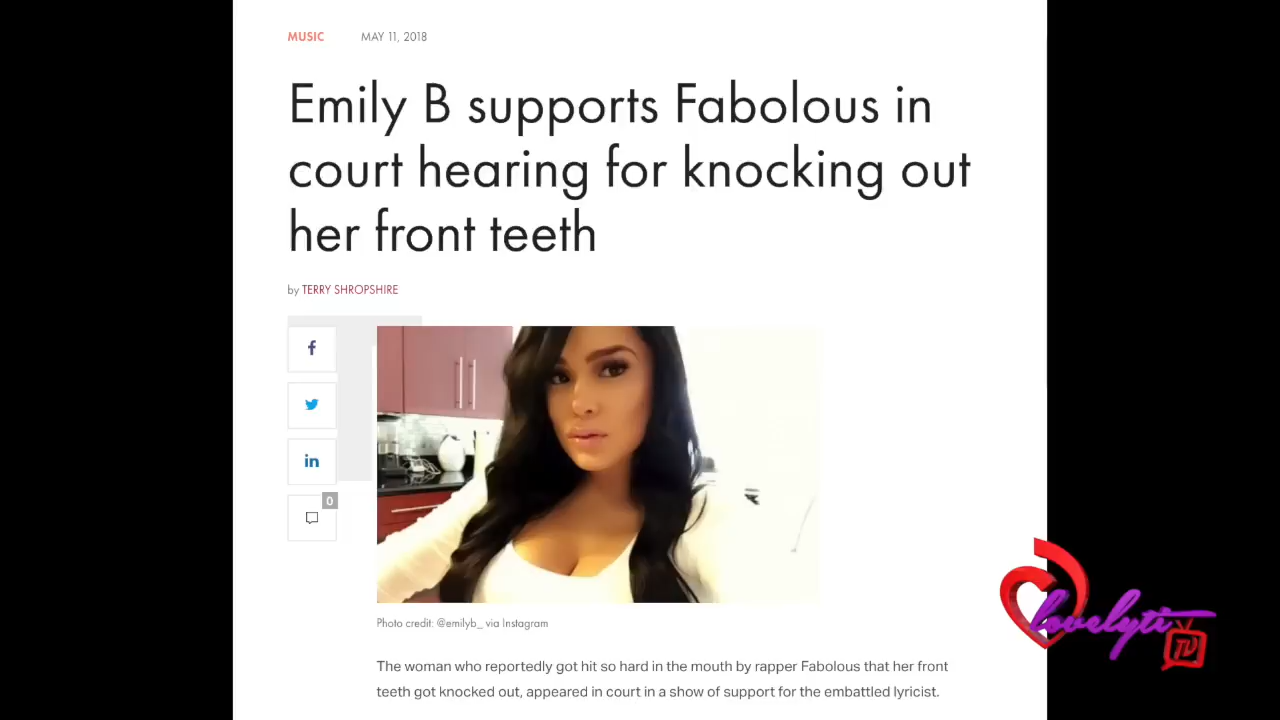 MUSIC MAY 11, 2018
Emily B supports Fabolous in
court hearing for knocking out
her front teeth
by TERRY SHROPSHIRE
f
in
0
Photo credit: @emilyb_ via Instagram
The woman who reportedly got hit so hard in the mouth by rapper Fabolous that her front
teeth got knocked out, appeared in court in a show of support for the embattled lyricist.
lovelyti
TV